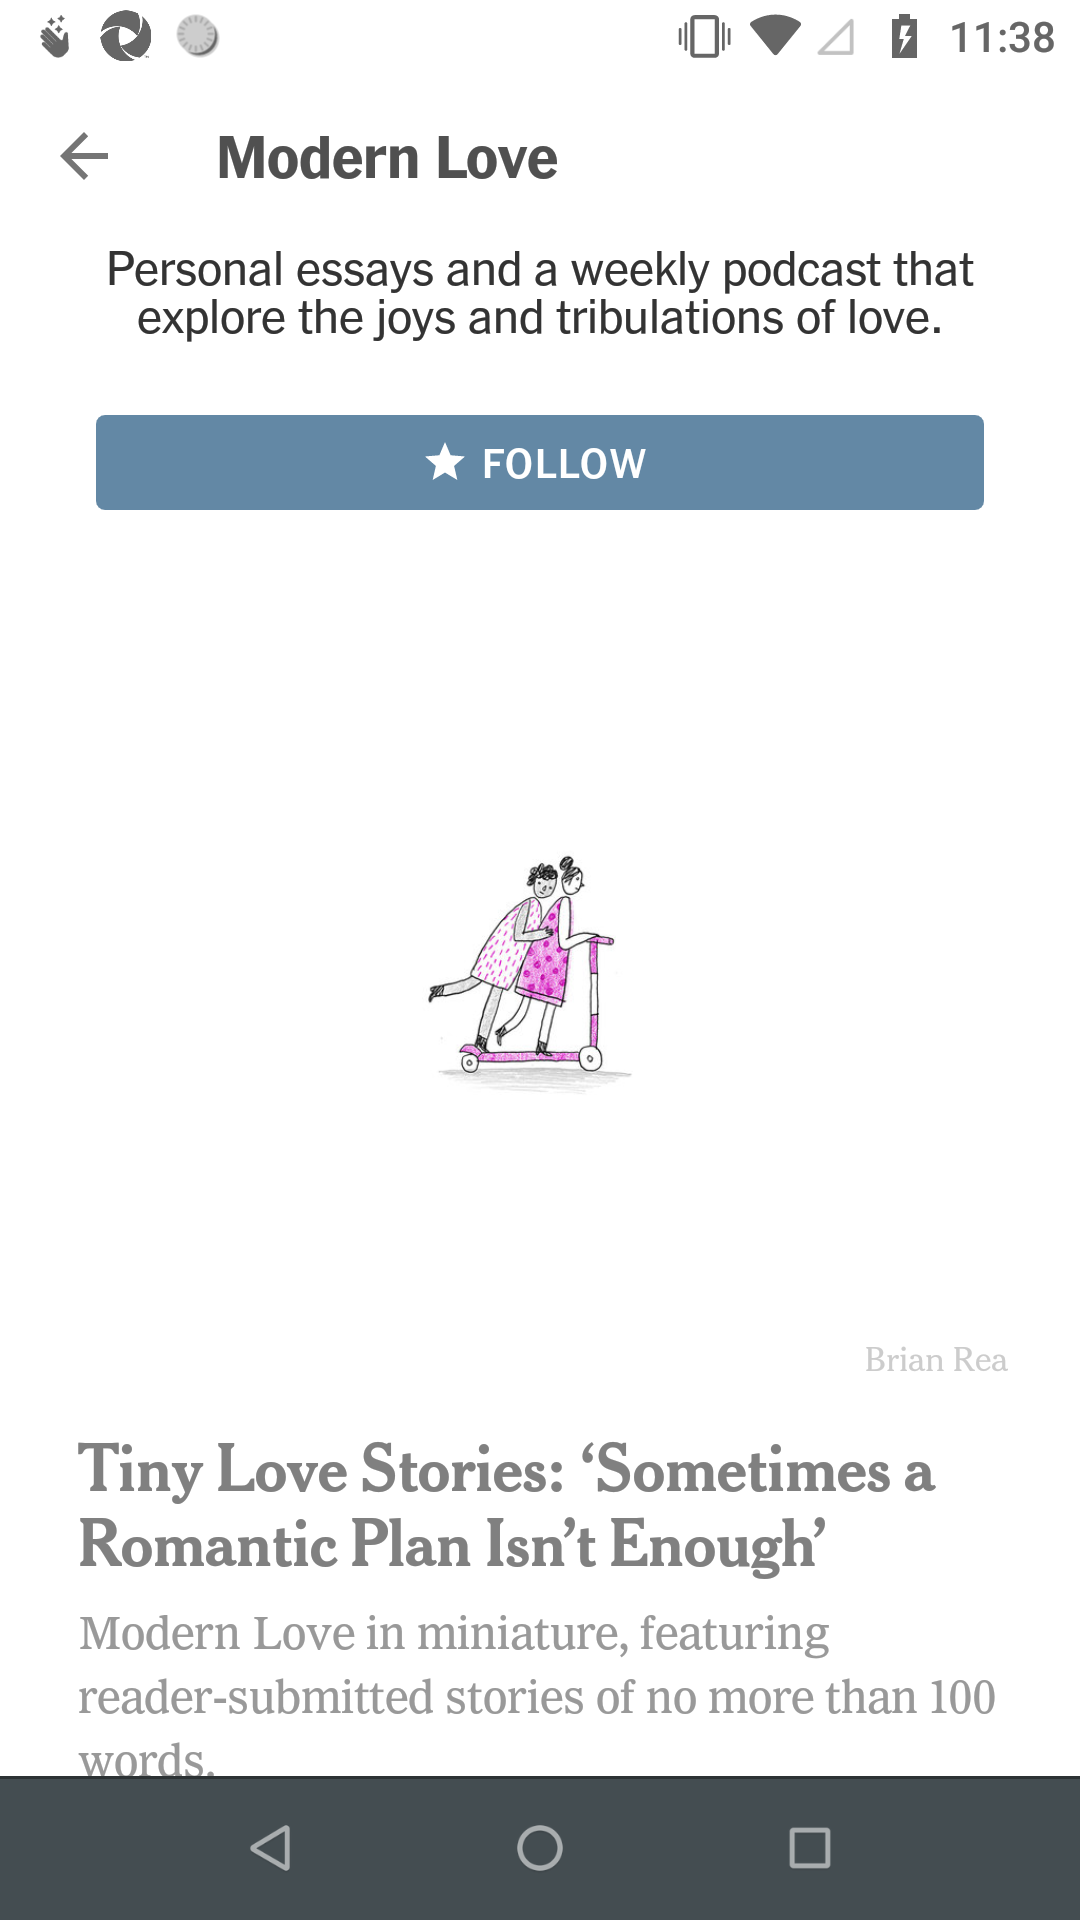 11:38
Modern Love
Personal essays and a weekly podcast that
explore the joys and tribulations of love.
FOLLOW
Brian Rea
Tiny Love Stories: ‘Sometimes a
Romantic Plan Isn’t Enough’
Modern Love in miniature, featuring
reader-submitted stories of no more than 100
words.